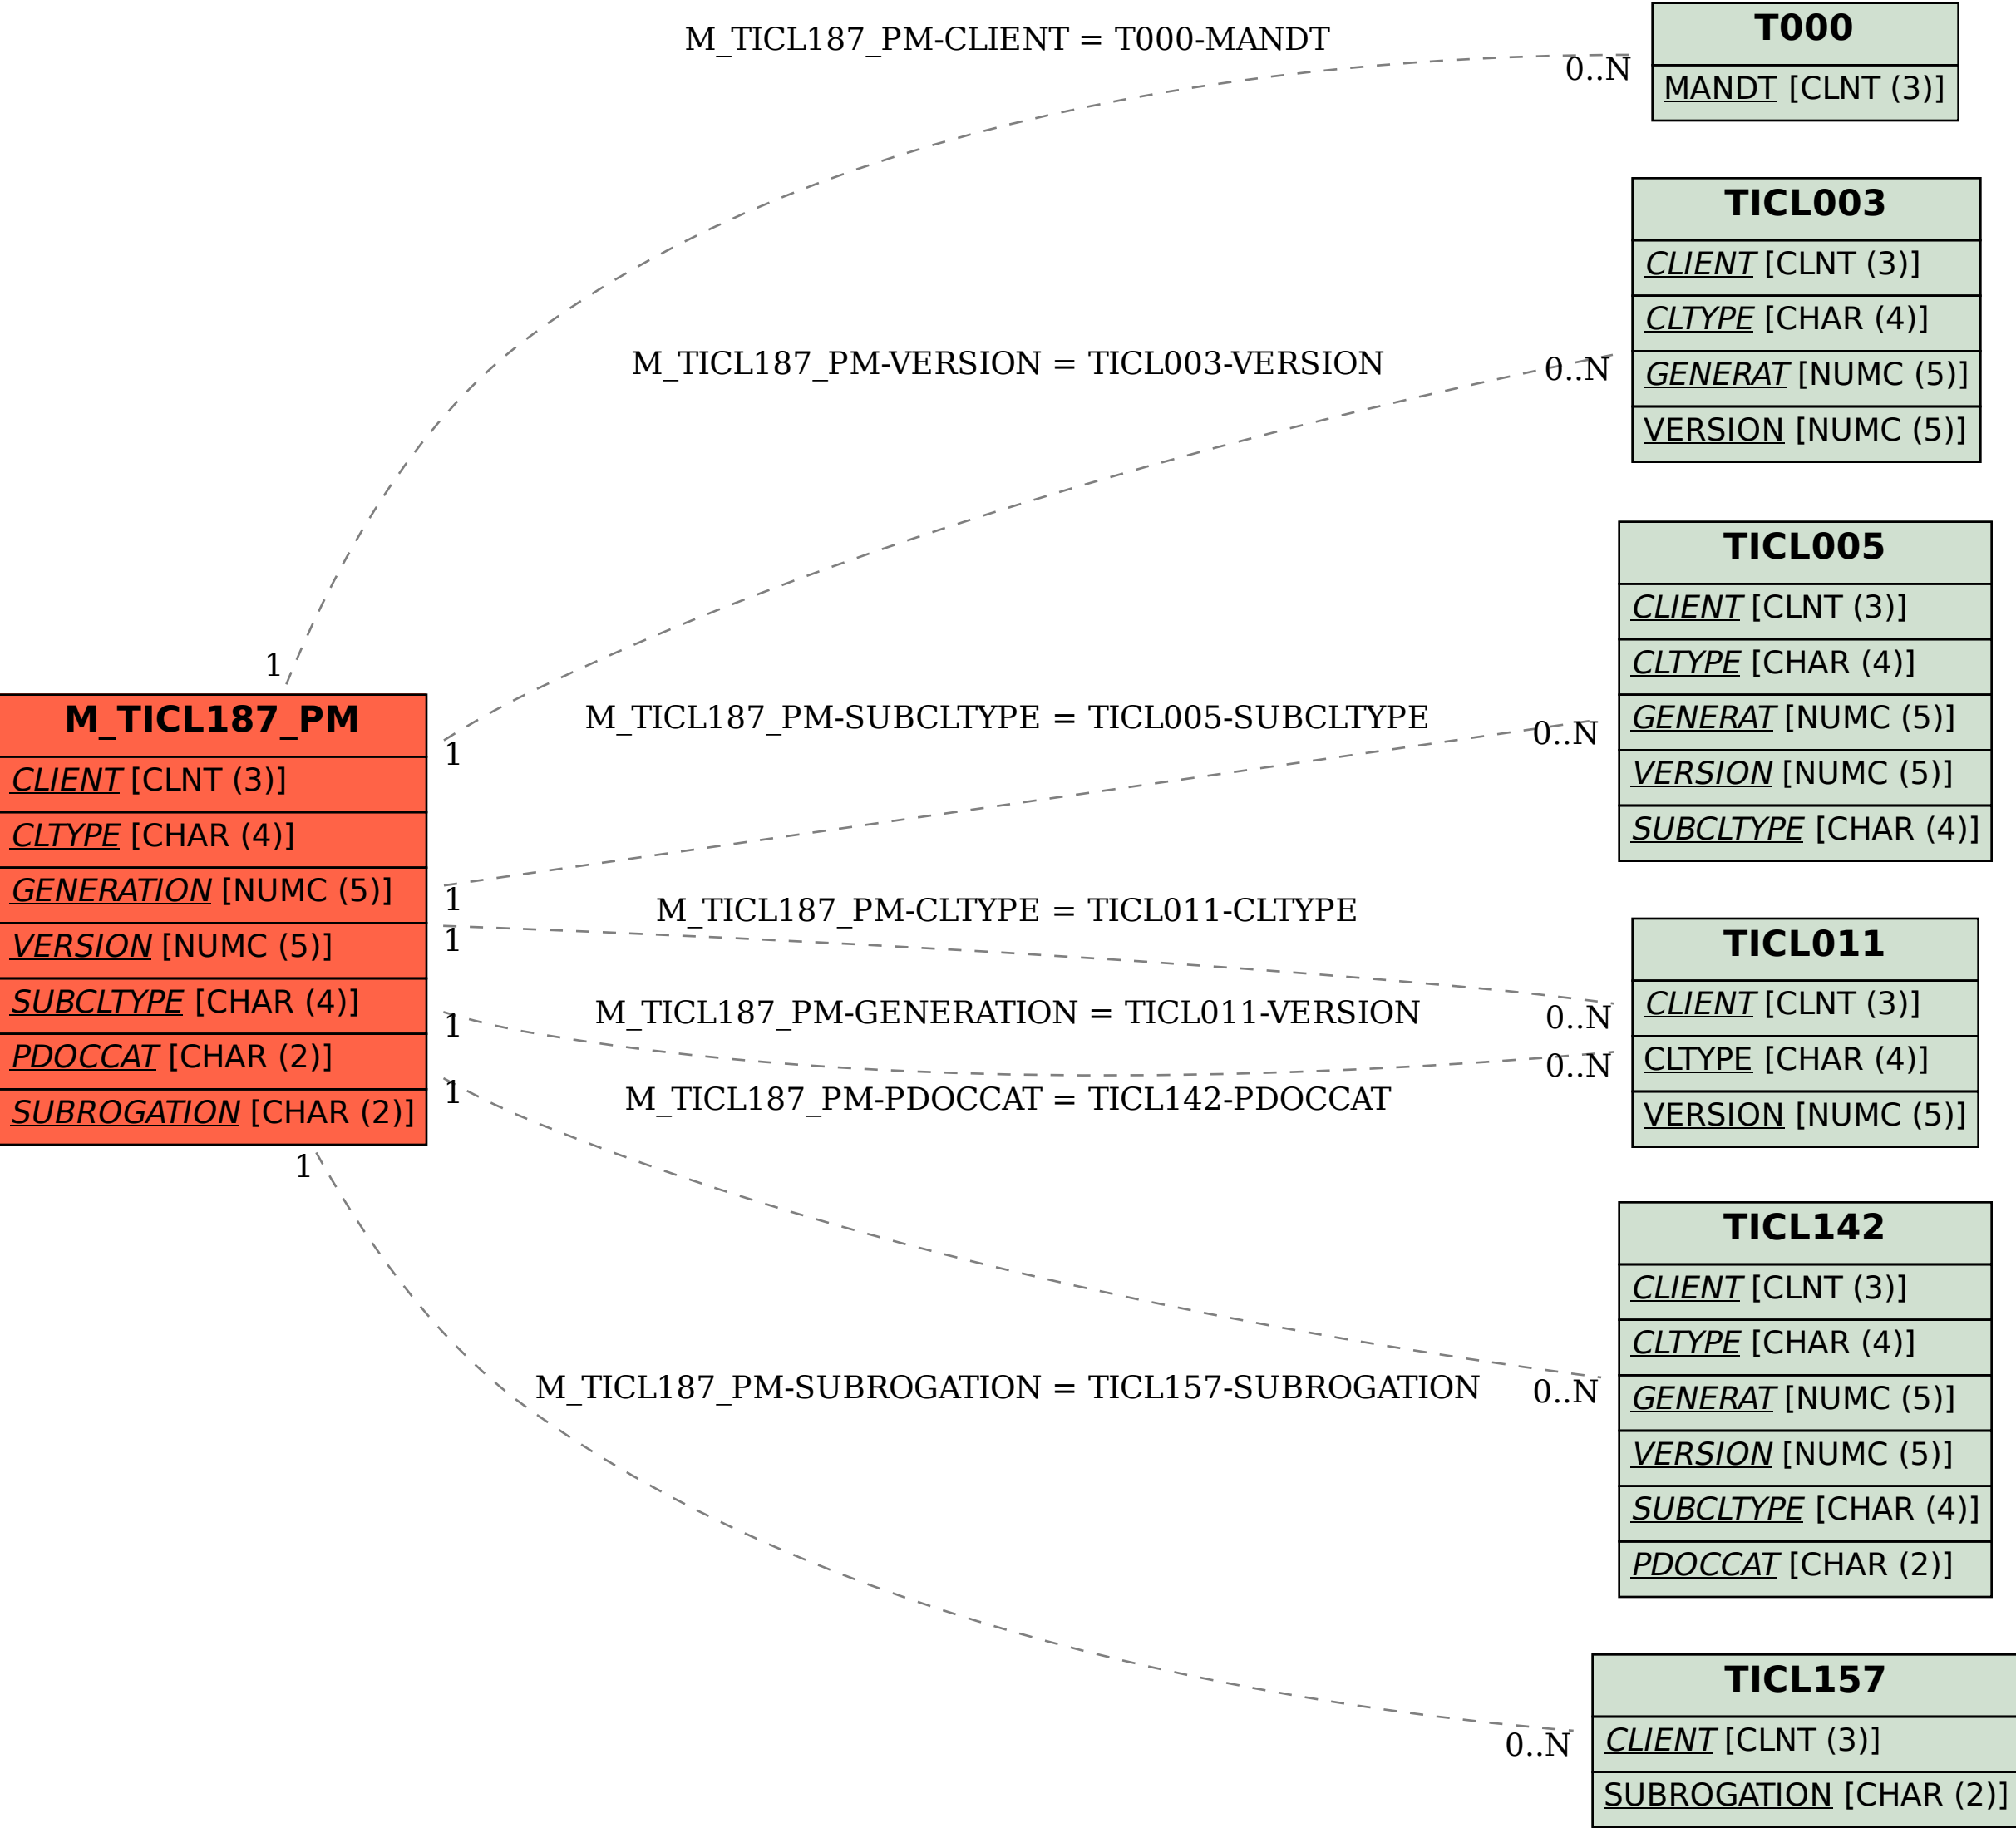 M_TICL187_PM-CLIENT = T000-MANDT
0..N
1
T000
MANDT [CLNT (3)]
M_TICL187_PM-VERSION = TICL003-VERSION
0..N
1
TICL003
CLIENT [CLNT (3)]
CLTYPE [CHAR (4)]
GENERAT [NUMC (5)]
VERSION [NUMC (5)]
M_TICL187_PM-SUBCLTYPE = TICL005-SUBCLTYPE
0..N
1
TICL005
CLIENT [CLNT (3)]
CLTYPE [CHAR (4)]
GENERAT [NUMC (5)]
VERSION [NUMC (5)]
SUBCLTYPE [CHAR (4)]
M_TICL187_PM
CLIENT [CLNT (3)]
CLTYPE [CHAR (4)]
GENERATION [NUMC (5)]
VERSION [NUMC (5)]
SUBCLTYPE [CHAR (4)]
PDOCCAT [CHAR (2)]
SUBROGATION [CHAR (2)]
M_TICL187_PM-CLTYPE = TICL011-CLTYPE
1
0..N
M_TICL187_PM-GENERATION = TICL011-VERSION
1
0..N
TICL011
CLIENT [CLNT (3)]
CLTYPE [CHAR (4)]
VERSION [NUMC (5)]
M_TICL187_PM-PDOCCAT = TICL142-PDOCCAT
1
0..N
TICL142
CLIENT [CLNT (3)]
CLTYPE [CHAR (4)]
GENERAT [NUMC (5)]
VERSION [NUMC (5)]
SUBCLTYPE [CHAR (4)]
PDOCCAT [CHAR (2)]
1
M_TICL187_PM-SUBROGATION = TICL157-SUBROGATION
0..N
TICL157
CLIENT [CLNT (3)]
SUBROGATION [CHAR (2)]